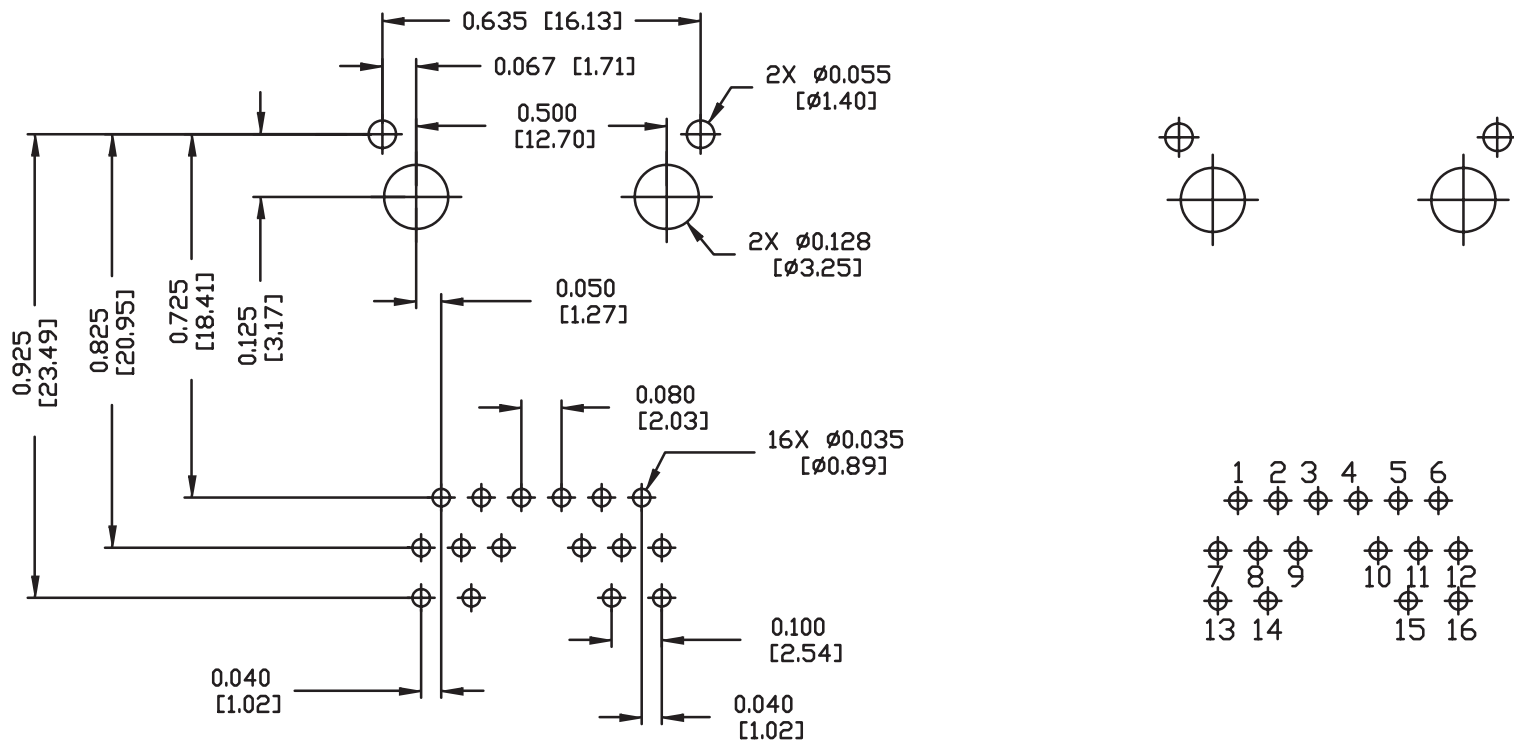 0.635 [16.13]
0.067 [1.71]
2X Ø0.055
[Ø1.40]
0.500
[12.70]
2X Ø0.128
[Ø3.25]
0.925
[23.49]
0.825
[20.95]
0.725
[18.41]
0.125
[3.17]
0.050
[1.27]
0.080
[2.03]
16X Ø0.035
[Ø0.89]
0.100
[2.54]
0.040
[1.02]
0.040
[1.02]
1 2 3 4 5 6
7 8 9 10 11 12
13 14 15 16